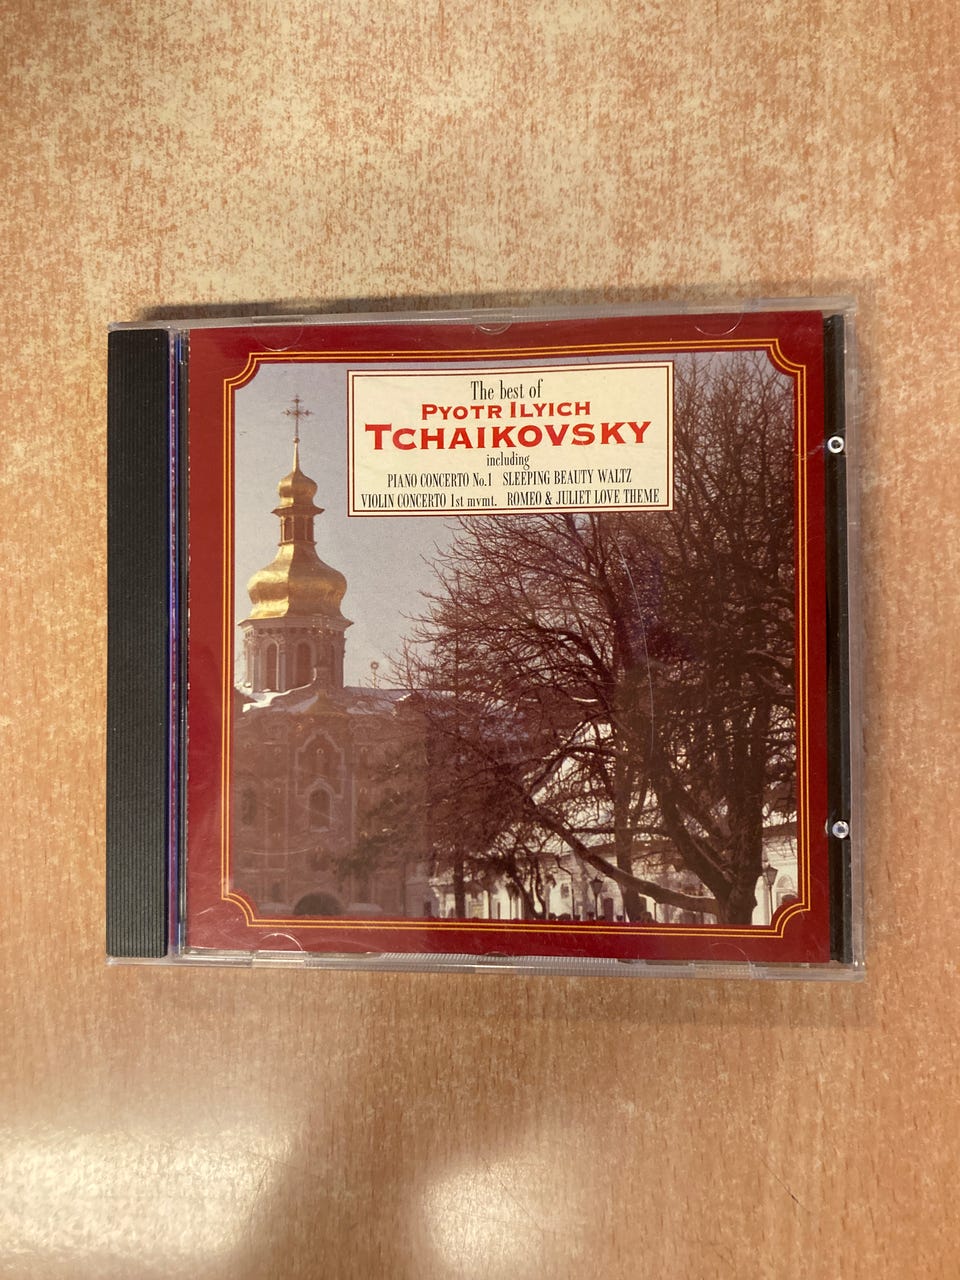 The best of
PYOTR ILYICH
TCHAIKOVSKY
including
PIANO CONCERTO No.1 SLEEPING BEAUTY WALTZ
VIOLIN CONCERTO 1st mvmt. ROMEO & JULIET LOVE THEME